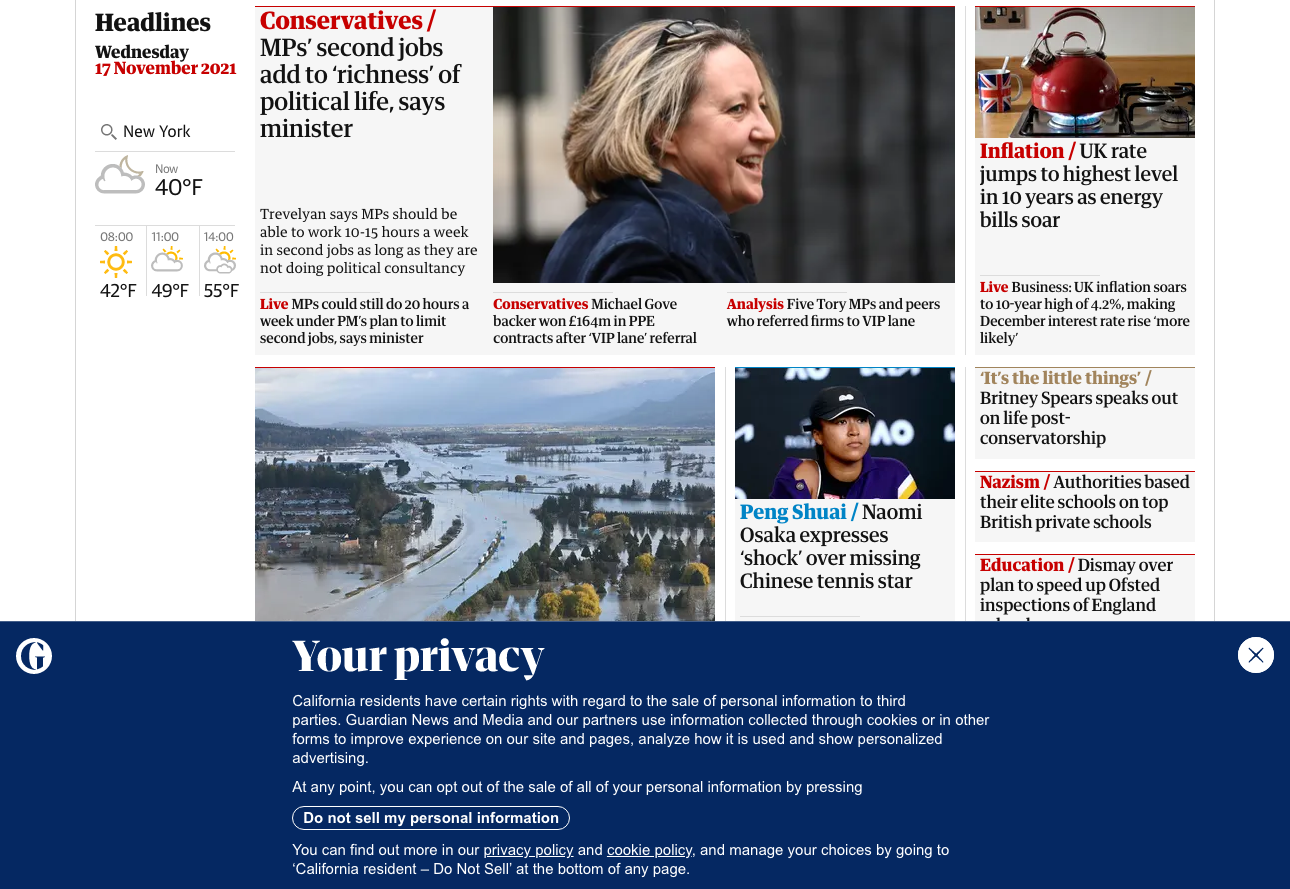 Headlines
Wednesday
17 November 2021
New York
Now
40°F
08:00
42°F
11:00
49°F
14:00
55°F
Conservatives /
MPs’ second jobs
add to ‘richness’ of
political life, says
minister
Trevelyan says MPs should be
able to work 10-15 hours a week
in second jobs as long as they are
not doing political consultancy
Live MPs could still do 20 hours a
week under PM’s plan to limit
second jobs, says minister
Conservatives Michael Gove
backer won £164m in PPE
contracts after ‘VIP lane’ referral
Analysis Five Tory MPs and peers
who referred firms to VIP lane
Inflation / UK rate
jumps to highest level
in 10 years as energy
bills soar
Live Business: UK inflation soars
to 10-year high of 4.2%, making
December interest rate rise ‘more
likely’
AO
Peng Shuai / Naomi
Osaka expresses
‘shock’ over missing
Chinese tennis star
‘It’s the little things’ /
Britney Spears speaks out
on life post-
conservatorship
Nazism / Authorities based
their elite schools on top
British private schools
Education / Dismay over
plan to speed up Ofsted
inspections of England
Your privacy
California residents have certain rights with regard to the sale of personal information to third
parties. Guardian News and Media and our partners use information collected through cookies or in other
forms to improve experience on our site and pages, analyze how it is used and show personalized
advertising.
At any point, you can opt out of the sale of all of your personal information by pressing
Do not sell my personal information
You can find out more in our privacy policy and cookie policy, and manage your choices by going to
‘California resident – Do Not Sell’ at the bottom of any page.